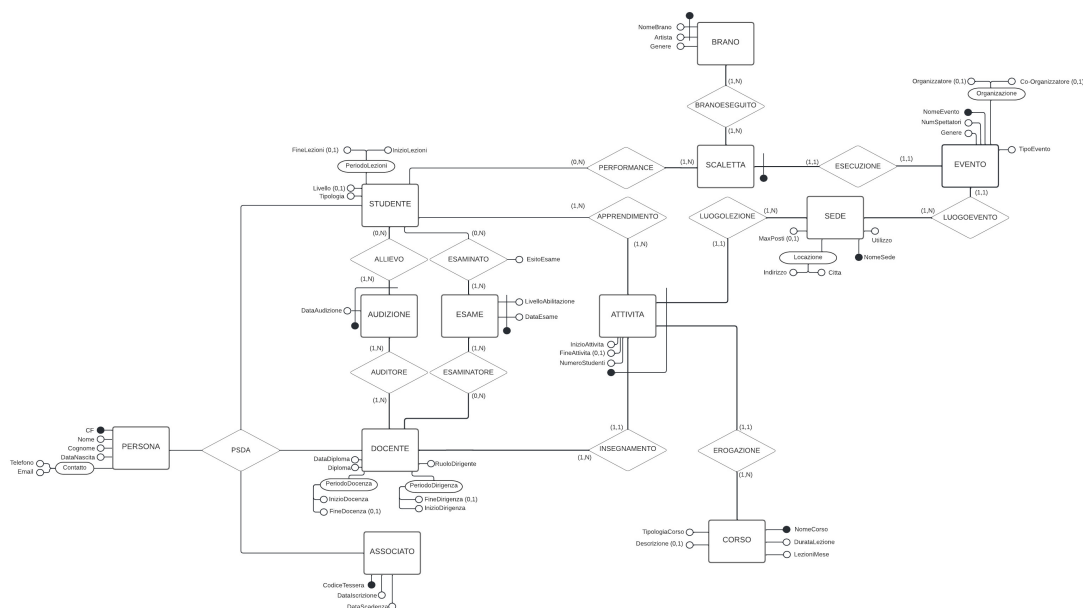 NomeBrano
Artista
Genere
BRANO
(1,N)
BRANOESEGUITO
(1,N)
Organizzatore (0,1)
Co-Organizzatore (0,1)
Organizazione
NomeEvento
NumSpettatori
Genere
TipoEvento
EVENTO
FineLezioni (0,1)
InizioLezioni
PeriodoLezioni
(0,N)
PERFORMANCE
(1,N)
SCALETTA
(1,1)
ESECUZIONE
(1,1)
(1,1)
Livello (0,1)
Tipologia
STUDENTE
(1,N)
APPRENDIMENTO
(1,N)
LUOGOLEZIONE
(1,N)
(1,1)
SEDE
(1,N)
LUOGOEVENTO
MaxPosti (0,1)
Utilizzo
Locazione
NomeSede
Indirizzo
Citta
(0,N)
(0,N)
ALLIEVO
ESAMINATO
EsitoEsame
(1,N)
(1,N)
DataAudizione
AUDIZIONE
ESAME
LivelloAbilitazione
DataEsame
ATTIVITA
InizioAttivita
FineAttività (0,1)
NumeroStudenti
(1,N)
(1,N)
AUDITORE
ESAMINATORE
(1,N)
(0,N)
CF
Nome
Cognome
DataNascita
Telefono
Email
Contatto
PERSONA
PSDA
DOCENTE
DataDiploma
Diploma
RuoloDirigente
PeriodoDocenza
PeriodoDirigenza
InizioDocenza
FineDocenza (0,1)
FineDirigenza (0,1)
InizioDirigenza
(1,1)
INSEGNAMENTO
(1,N)
(1,1)
EROGAZIONE
(1,N)
ASSOCIATO
CodiceTessera
DataIscrizione
DataScadenza
TipologiaCorso
Descrizione (0,1)
CORSO
NomeCorso
DurataLezione
LezioniMese